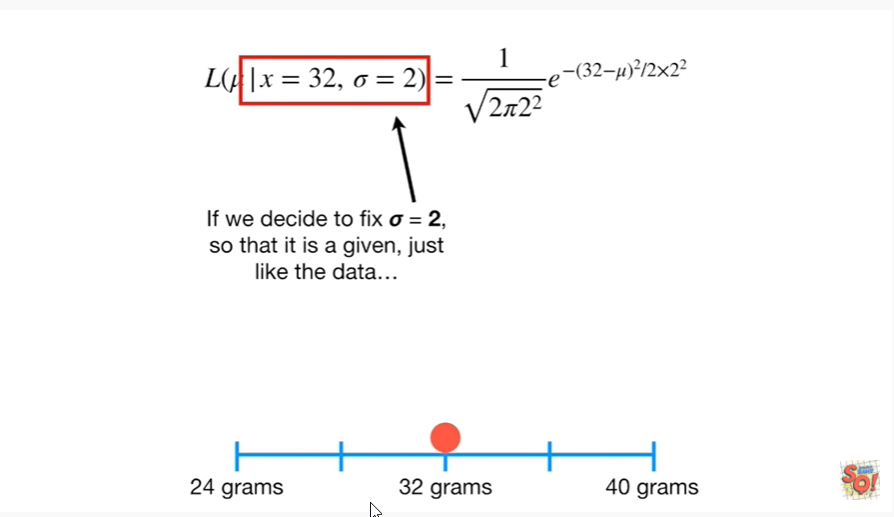 L(μ | x = 32, σ = 2) = 1/√2π2² e^−(32−μ)²/2×2²
If we decide to fix σ = 2,
so that it is a given, just
like the data…
24 grams 32 grams 40 grams
SQ!